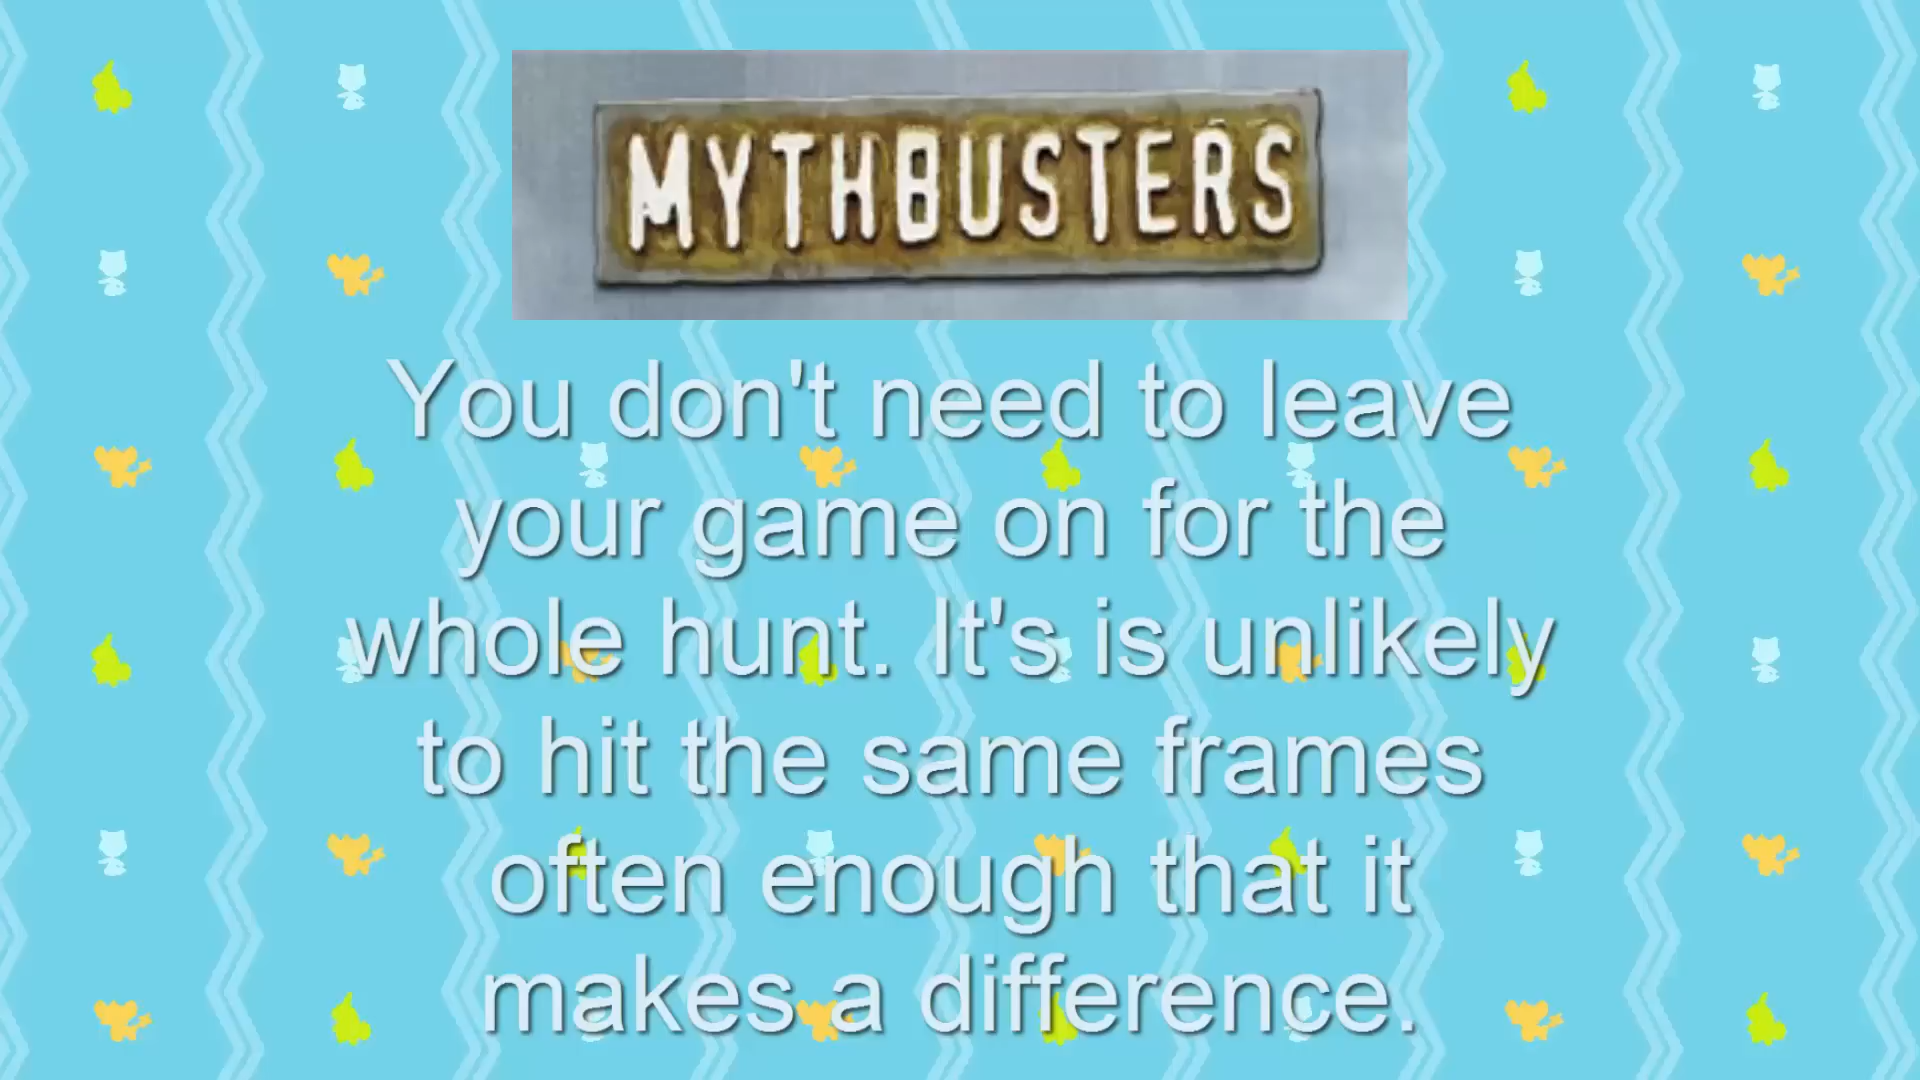 MYTHBUSTERS
You don't need to leave
your game on for the
whole hunt. It's is unlikely
to hit the same frames
often enough that it
makes a difference.